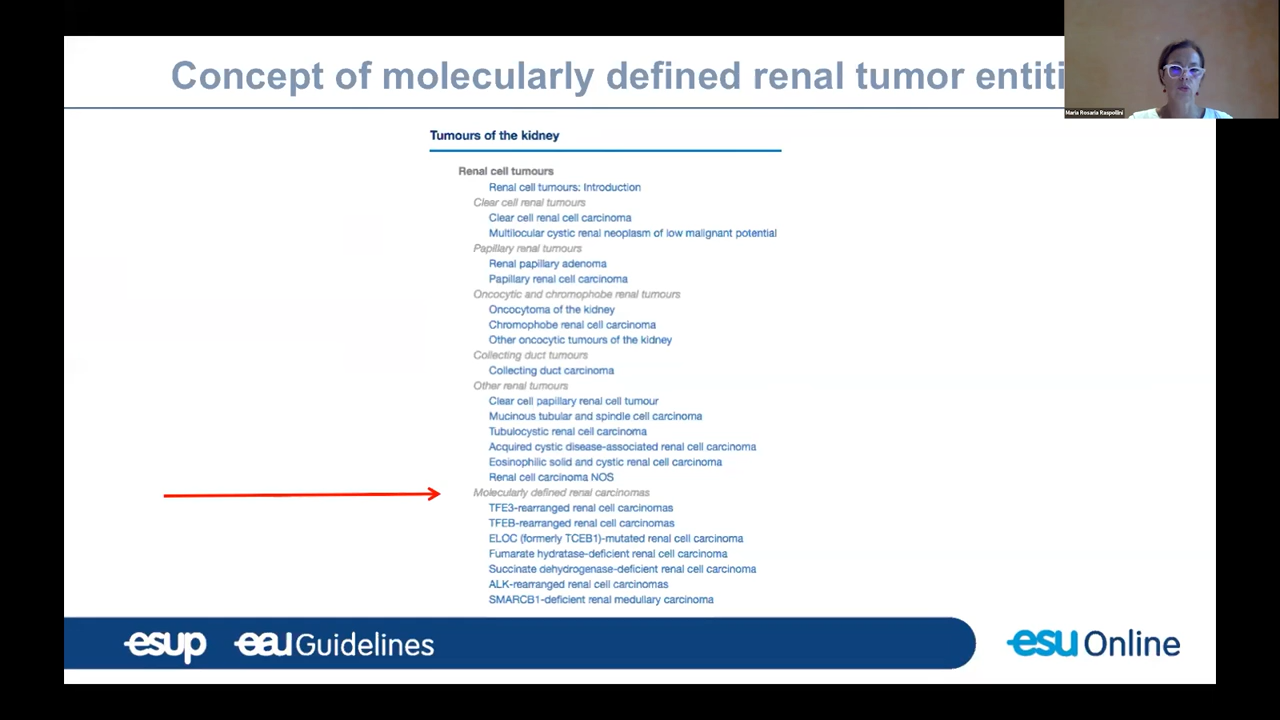 Concept of molecularly defined renal tumor entiti
Maria Rosaria Raspollini
Tumours of the kidney
Renal cell tumours
Renal cell tumours: Introduction
Clear cell renal tumours
Clear cell renal cell carcinoma
Multilocular cystic renal neoplasm of low malignant potential
Papillary renal tumours
Renal papillary adenoma
Papillary renal cell carcinoma
Oncocytic and chromophobe renal tumours
Oncocytoma of the kidney
Chromophobe renal cell carcinoma
Other oncocytic tumours of the kidney
Collecting duct tumours
Collecting duct carcinoma
Other renal tumours
Clear cell papillary renal cell tumour
Mucinous tubular and spindle cell carcinoma
Tubulocystic renal cell carcinoma
Acquired cystic disease-associated renal cell carcinoma
Eosinophilic solid and cystic renal cell carcinoma
Renal cell carcinoma NOS
Molecularly defined renal carcinomas
TFE3-rearranged renal cell carcinomas
TFEB-rearranged renal cell carcinomas
ELOC (formerly TCEB1)-mutated renal cell carcinoma
Fumarate hydratase-deficient renal cell carcinoma
Succinate dehydrogenase-deficient renal cell carcinoma
ALK-rearranged renal cell carcinomas
SMARCB1-deficient renal medullary carcinoma
esup eau Guidelines esu Online